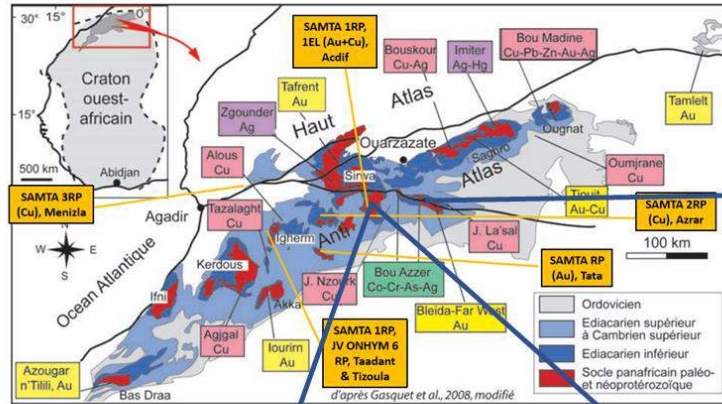 30°
15°
0°
15°
Craton
ouest-
africain
500 km
Abidjan
SAMTA 1RP,
1EL (Au+Cu),
Acdif
Bouskour
Cu-Ag
Imiter
Ag-Hg
Bou Madine
Cu-Pb-Zn-Au-Ag
Tafrent
Au
Zgounder
Ag
Haut
Atlas
Ouarzazate
Ougnat
Tamlelt
Au
Alous
Cu
Sirwa
Saghro
Atlas
Oumjrane
Cu
SAMTA 3RP
(Cu), Menizla
Agadir
Tiouit
Au-Cu
SAMTA 2RP
(Cu), Azrar
Tazalaght
Cu
Igherm
Anti
J. La'sal
Cu
100 km
N
W
E
S
Ocean Atlantique
Kerdous
J. Nzourk
Cu
Bou Azzer
Co-Cr-As-Ag
SAMTA RP
(Au), Tata
Ifni
Akka
Bleida-Far West
Au
Agjgal
Cu
Iourirn
Au
SAMTA 1RP,
JV ONHYM 6
RP, Taadant
& Tizoula
Ordovicien
Ediacarien supérieur
à Cambrien supérieur
Ediacarien inférieur
Socle panafricain paléo-
et néoprotérozoïque
Azougar
n'Tilili, Au
Bas Draa
d'après Gasquet et al., 2008, modifié